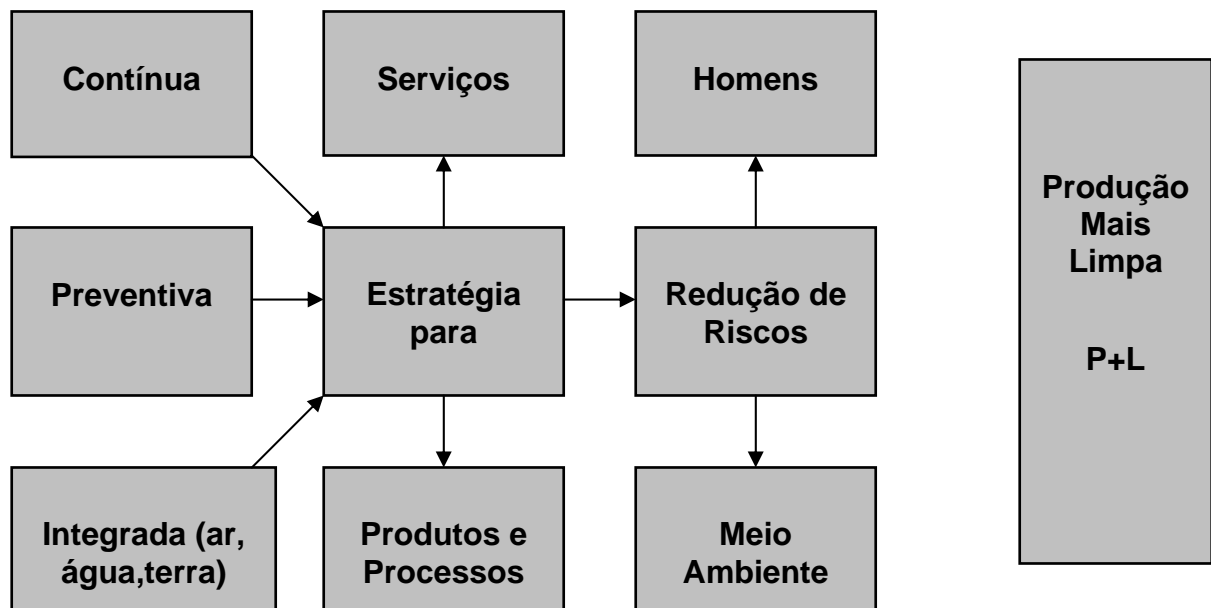 Contínua
Serviços
Homens
Preventiva
Estratégia
para
Redução de
Riscos
Integrada (ar,
água,terra)
Produtos e
Processos
Meio
Ambiente
Produção
Mais
Limpa
P+L